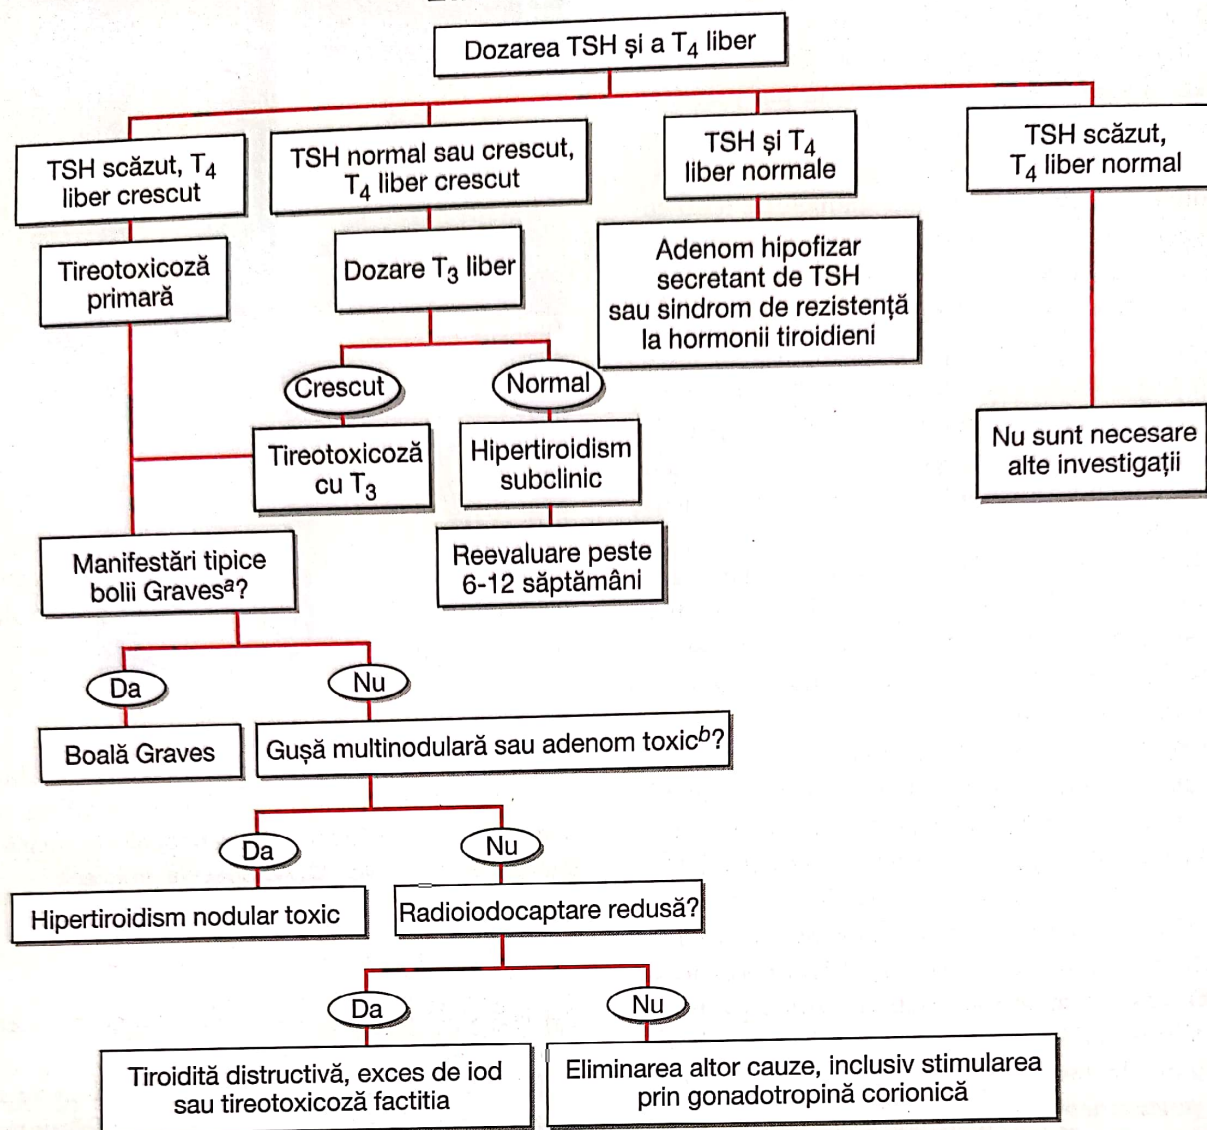 Dozarea TSH și a T4 liber
TSH scăzut, T4
liber crescut
TSH normal sau crescut,
T4 liber crescut
TSH și T4
liber normale
TSH scăzut,
T4 liber normal
Tireotoxicoză
primară
Dozare T3 liber
Adenom hipofizar
secretant de TSH
sau sindrom de rezistență
la hormonii tiroidieni
Crescut
Normal
Tireotoxicoză
cu T3
Hipertiroidism
subclinic
Nu sunt necesare
alte investigații
Manifestări tipice
bolii Gravesa?
Reevaluare peste
6-12 săptămâni
Da
Nu
Boală Graves
Gușă multinodulară sau adenom toxicb?
Da
Nu
Hipertiroidism nodular toxic
Radioiodocaptare redusă?
Da
Nu
Tiroidită distructivă, exces de iod
sau tireotoxicoză factitia
Eliminarea altor cauze, inclusiv stimularea
prin gonadotropină corionică